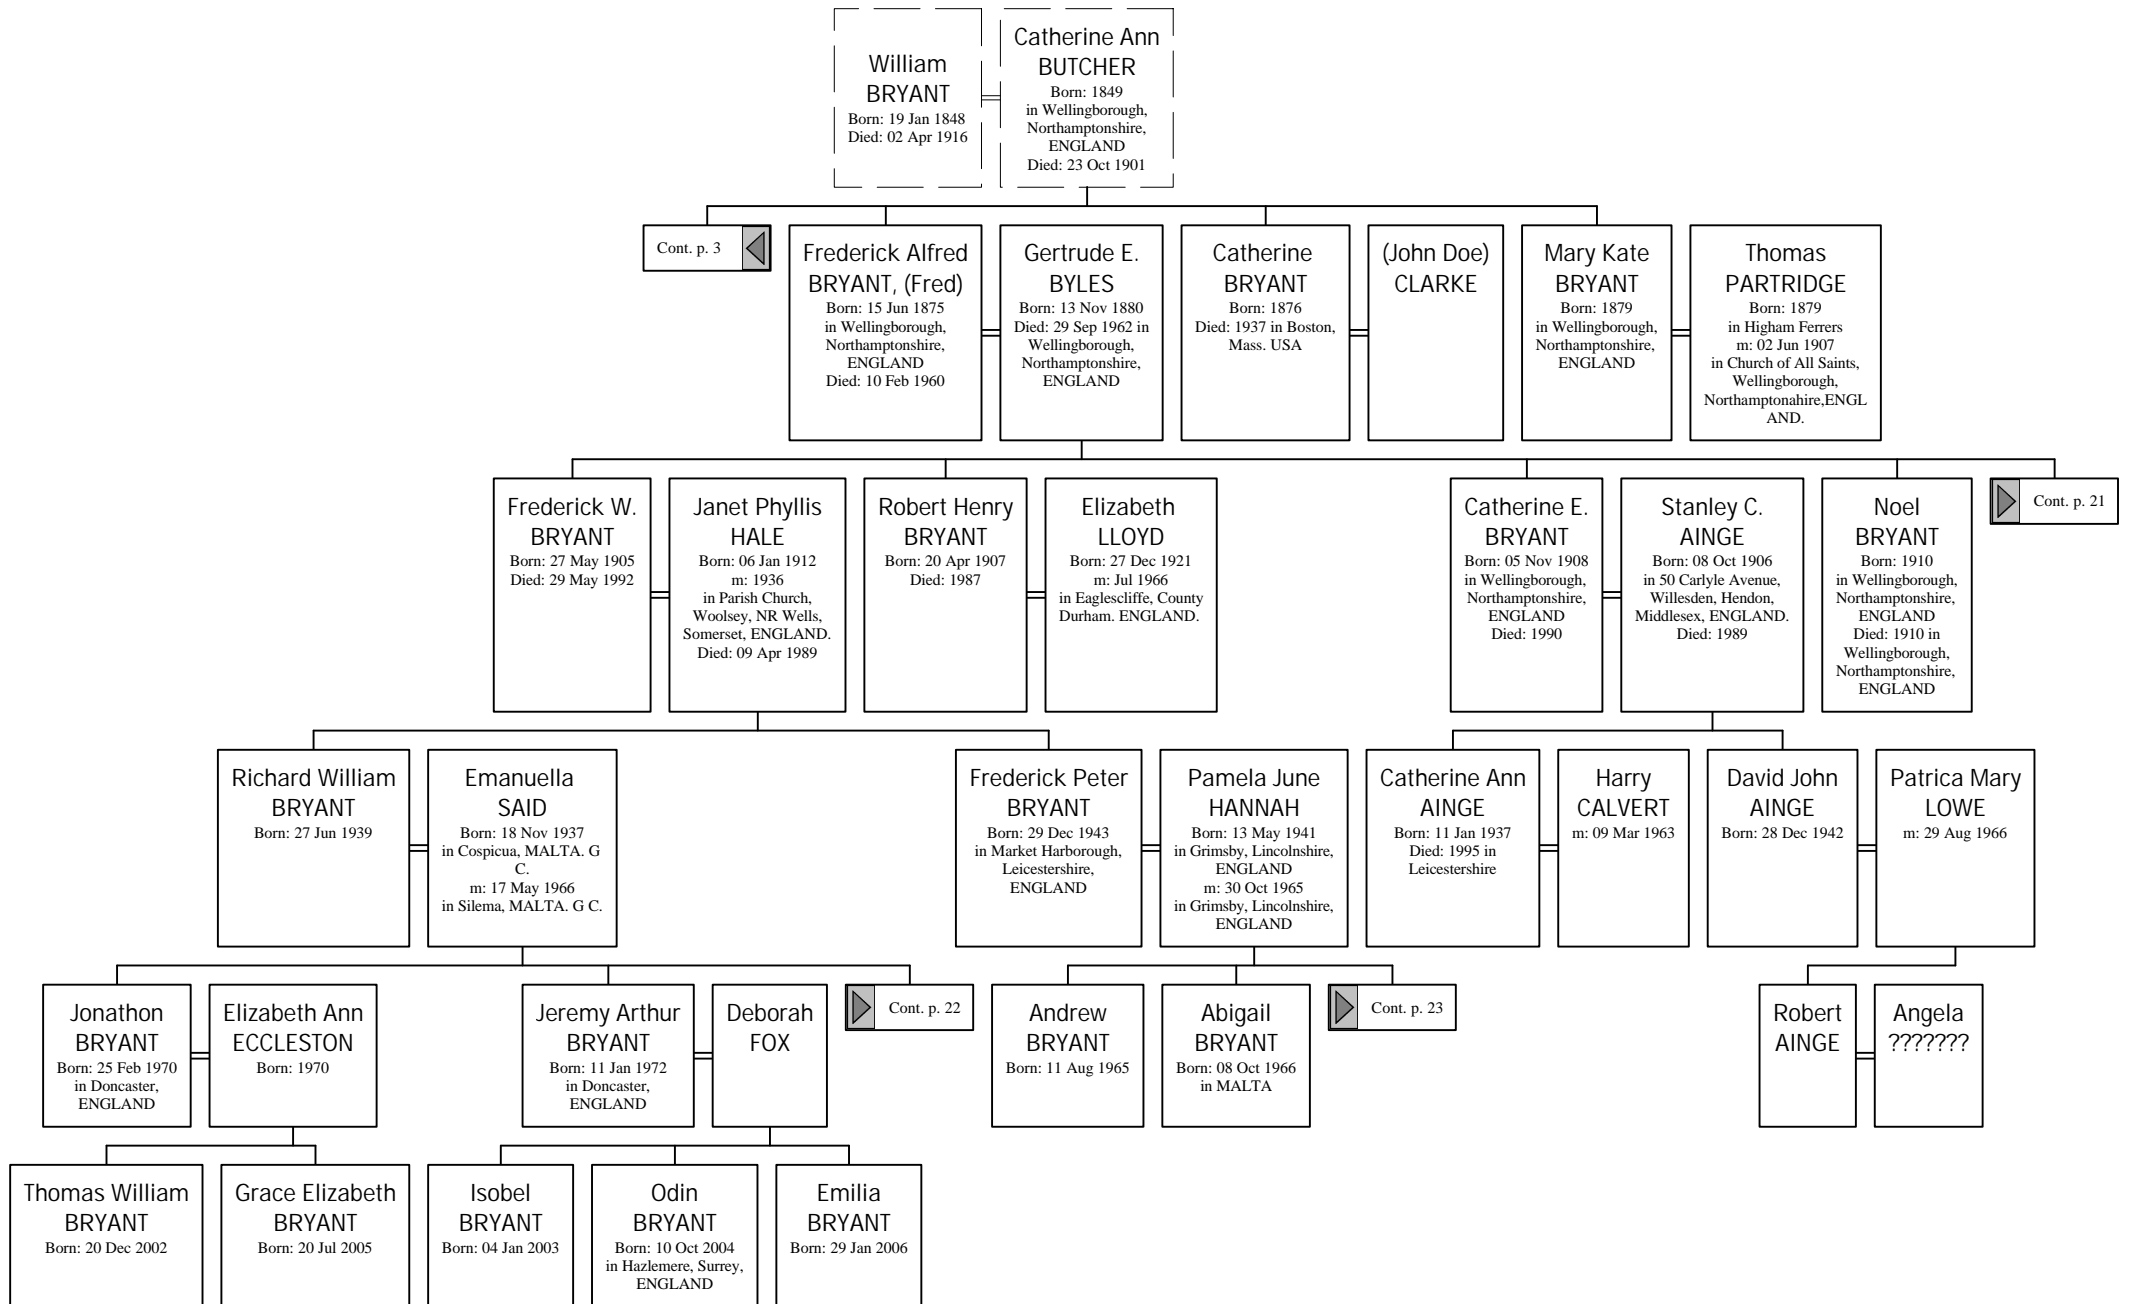 William
BRYANT
Born: 19 Jan 1848
Died: 02 Apr 1916
Catherine Ann
BUTCHER
Born: 1849
in Wellingborough,
Northamptonshire,
ENGLAND
Died: 23 Oct 1901
Cont. p. 3
Frederick Alfred
BRYANT, (Fred)
Born: 15 Jun 1875
in Wellingborough,
Northamptonshire,
ENGLAND
Died: 10 Feb 1960
Gertrude E.
BYLES
Born: 13 Nov 1880
Died: 29 Sep 1962 in
Wellingborough,
Northamptonshire,
ENGLAND
Catherine
BRYANT
Born: 1876
Died: 1937 in Boston,
Mass. USA
(John Doe)
CLARKE
Mary Kate
BRYANT
Born: 1879
in Wellingborough,
Northamptonshire,
ENGLAND
Thomas
PARTRIDGE
Born: 1879
in Higham Ferrers
m: 02 Jun 1907
in Church of All Saints,
Wellingborough,
Northamptonahire,ENGL
AND.
Frederick W.
BRYANT
Born: 27 May 1905
Died: 29 May 1992
Janet Phyllis
HALE
Born: 06 Jan 1912
m: 1936
in Parish Church,
Woolsey, NR Wells,
Somerset, ENGLAND.
Died: 09 Apr 1989
Robert Henry
BRYANT
Born: 20 Apr 1907
Died: 1987
Elizabeth
LLOYD
Born: 27 Dec 1921
m: Jul 1966
in Eaglescliffe, County
Durham. ENGLAND.
Catherine E.
BRYANT
Born: 05 Nov 1908
in Wellingborough,
Northamptonshire,
ENGLAND
Died: 1990
Stanley C.
AINGE
Born: 08 Oct 1906
in 50 Carlyle Avenue,
Willesden, Hendon,
Middlesex, ENGLAND.
Died: 1989
Noel
BRYANT
Born: 1910
in Wellingborough,
Northamptonshire,
ENGLAND
Died: 1910 in
Wellingborough,
Northamptonshire,
ENGLAND
Cont. p. 21
Richard William
BRYANT
Born: 27 Jun 1939
Emanuella
SAID
Born: 18 Nov 1937
in Cospicua, MALTA. G
C.
m: 17 May 1966
in Silema, MALTA. G C.
Frederick Peter
BRYANT
Born: 29 Dec 1943
in Market Harborough,
Leicestershire,
ENGLAND
Pamela June
HANNAH
Born: 13 May 1941
in Grimsby, Lincolnshire,
ENGLAND
m: 30 Oct 1965
in Grimsby, Lincolnshire,
ENGLAND
Catherine Ann
AINGE
Born: 11 Jan 1937
Died: 1995 in
Leicestershire
Harry
CALVERT
m: 09 Mar 1963
David John
AINGE
Born: 28 Dec 1942
Patrica Mary
LOWE
m: 29 Aug 1966
Jonathon
BRYANT
Born: 25 Feb 1970
in Doncaster,
ENGLAND
Elizabeth Ann
ECCLESTON
Born: 1970
Jeremy Arthur
BRYANT
Born: 11 Jan 1972
in Doncaster,
ENGLAND
Deborah
FOX
Cont. p. 22
Andrew
BRYANT
Born: 11 Aug 1965
Abigail
BRYANT
Born: 08 Oct 1966
in MALTA
Cont. p. 23
Robert
AINGE
Angela
???????
Thomas William
BRYANT
Born: 20 Dec 2002
Grace Elizabeth
BRYANT
Born: 20 Jul 2005
Isobel
BRYANT
Born: 04 Jan 2003
Odin
BRYANT
Born: 10 Oct 2004
in Hazlemere, Surrey,
ENGLAND
Emilia
BRYANT
Born: 29 Jan 2006